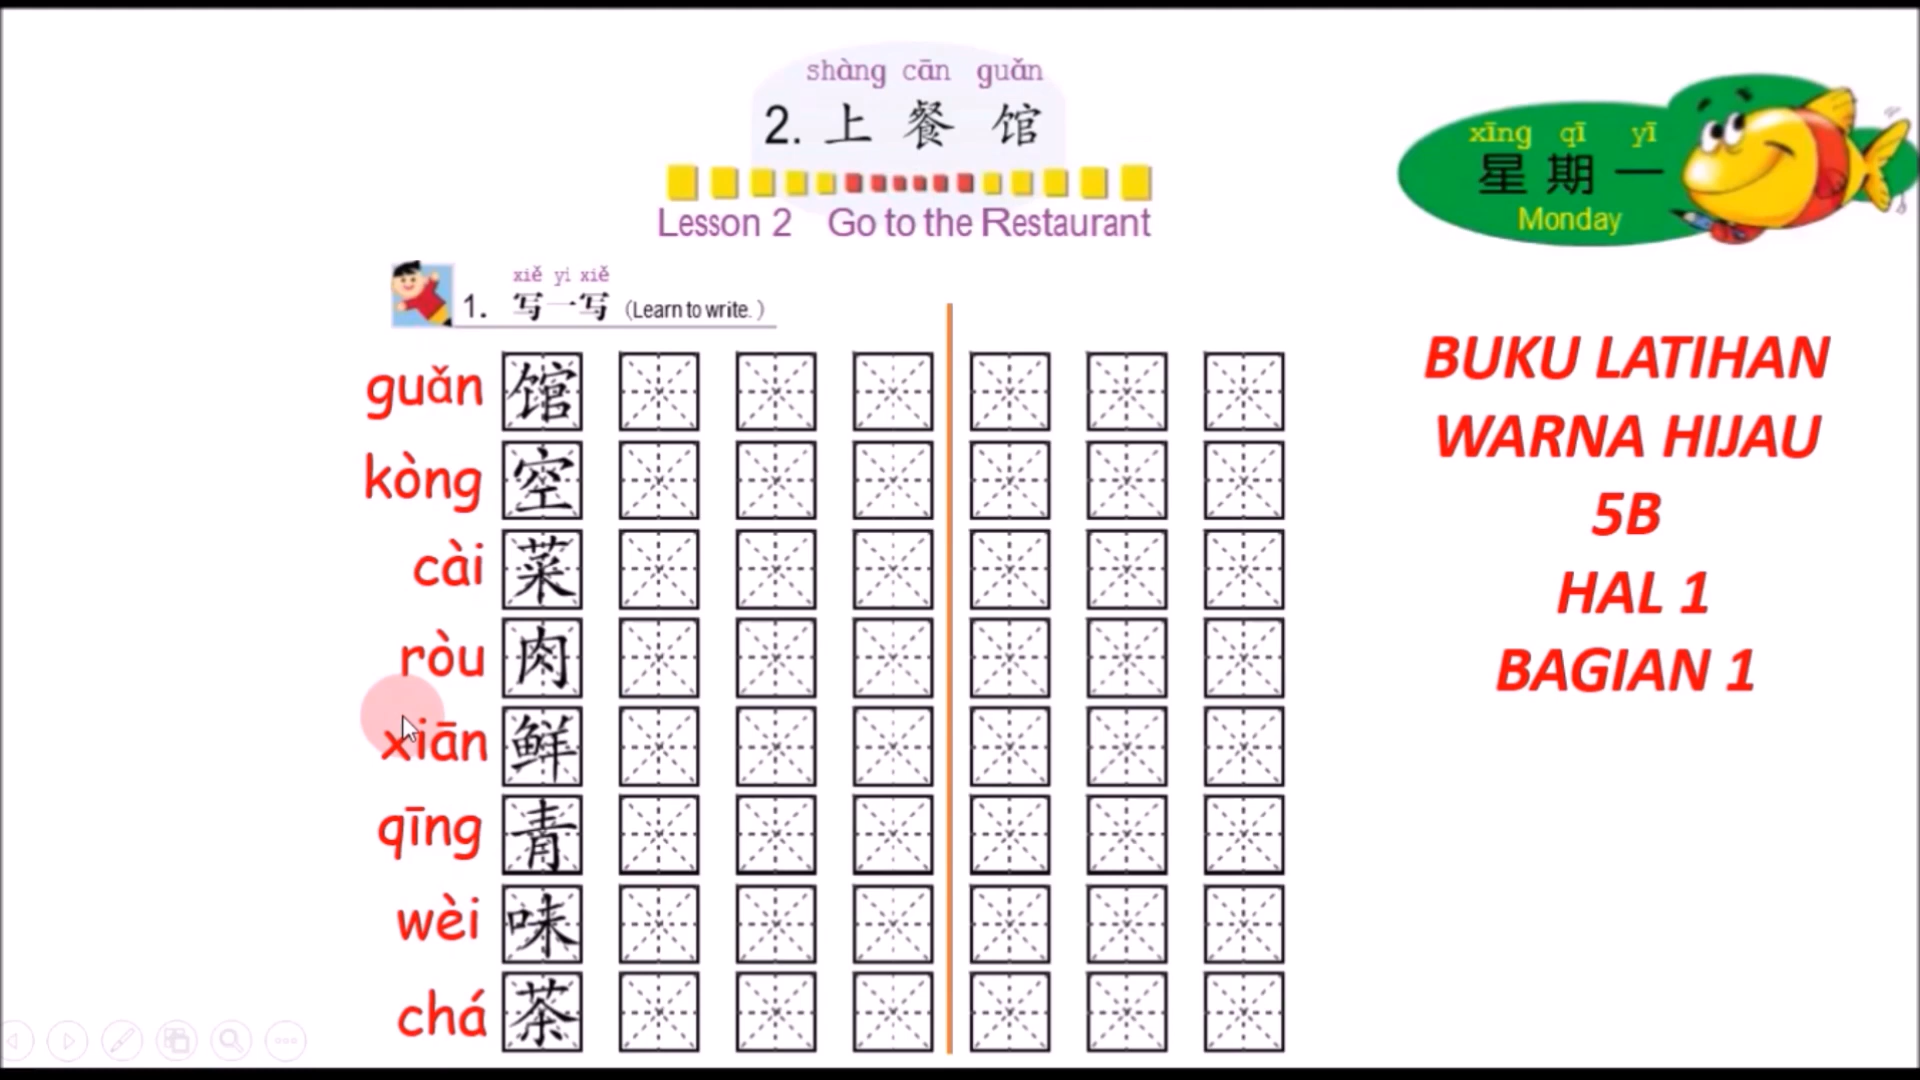 shàng cān guǎn
2. 上 餐 馆
Lesson 2 Go to the Restaurant
xīng qī yī
星 期 一
Monday
xiě yi xiě
1. 写一写 (Learn to write. )
guǎn 馆
kòng 空
cài 菜
ròu 肉
xiān 鲜
qīng 青
wèi 味
chá 茶
BUKU LATIHAN
WARNA HIJAU
5B
HAL 1
BAGIAN 1